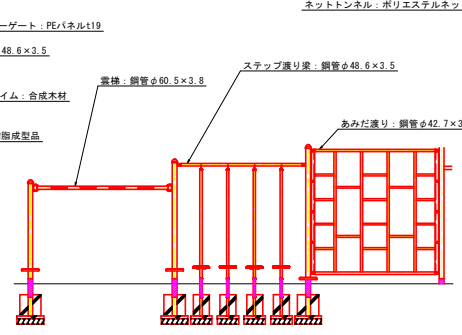 ネットトンネル：ポリエステルネッ
ーゲート：PEパネルt19
48.6×3.5
ステップ渡り梁：鋼管φ48.6×3.5
雲梯：鋼管φ60.5×3.8
イム：合成木材
あみだ渡り：鋼管φ42.7×3
脂成型品